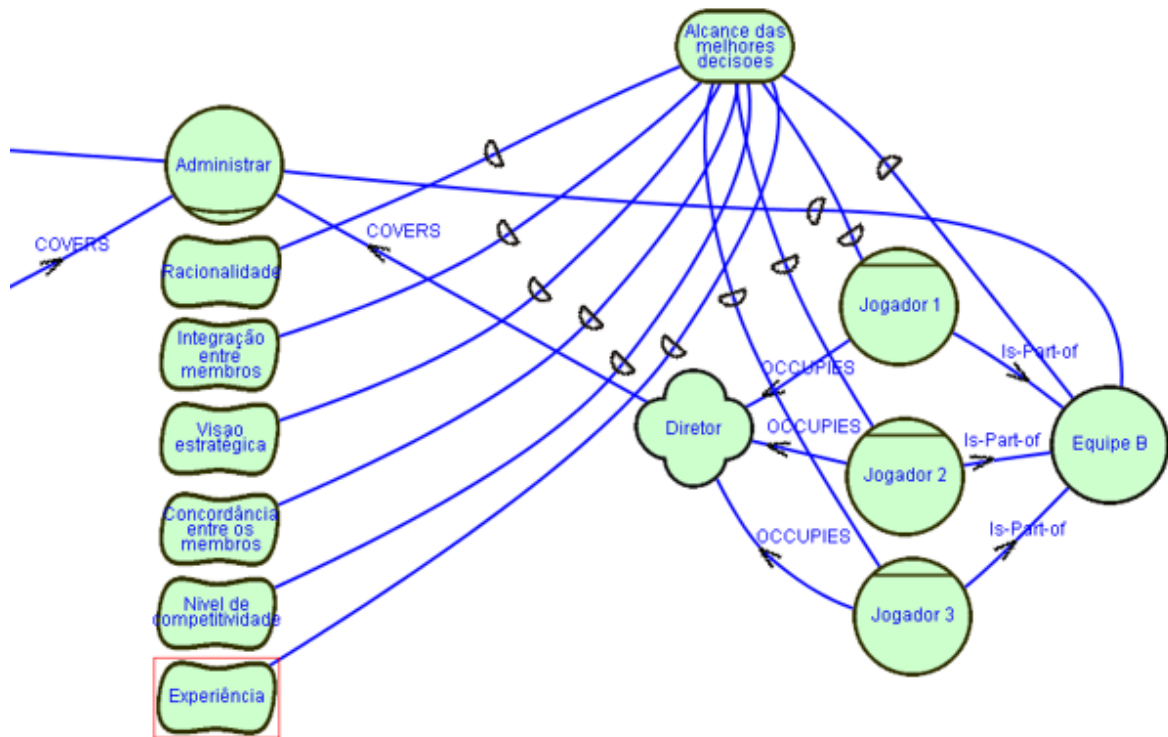 Alcance das
melhores
decisoes
Administrar
COVERS
COVERS
Racionalidade
Integração
entre
membros
Visao
estratégica
Concordância
entre os
membros
Nivel de
competitividade
Experiência
Jogador 1
Is-Part-of
OCCUPIES
Diretor
OCCUPIES
Jogador 2
Is-Part-of
Equipe B
OCCUPIES
Is-Part-of
Jogador 3